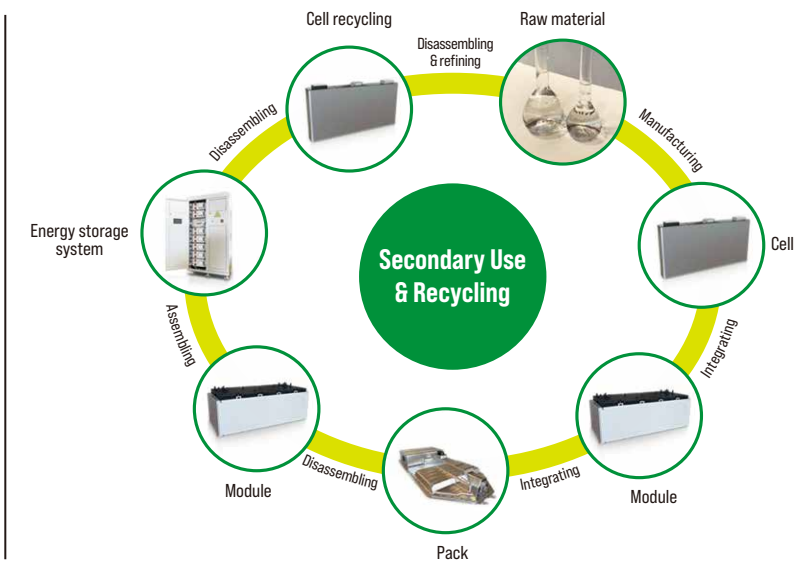 Cell recycling
Disassembling
& refining
Raw material
Manufacturing
Cell
Integrating
Module
Integrating
Pack
Disassembling
Module
Assembling
Energy storage
system
Disassembling
Secondary Use
& Recycling